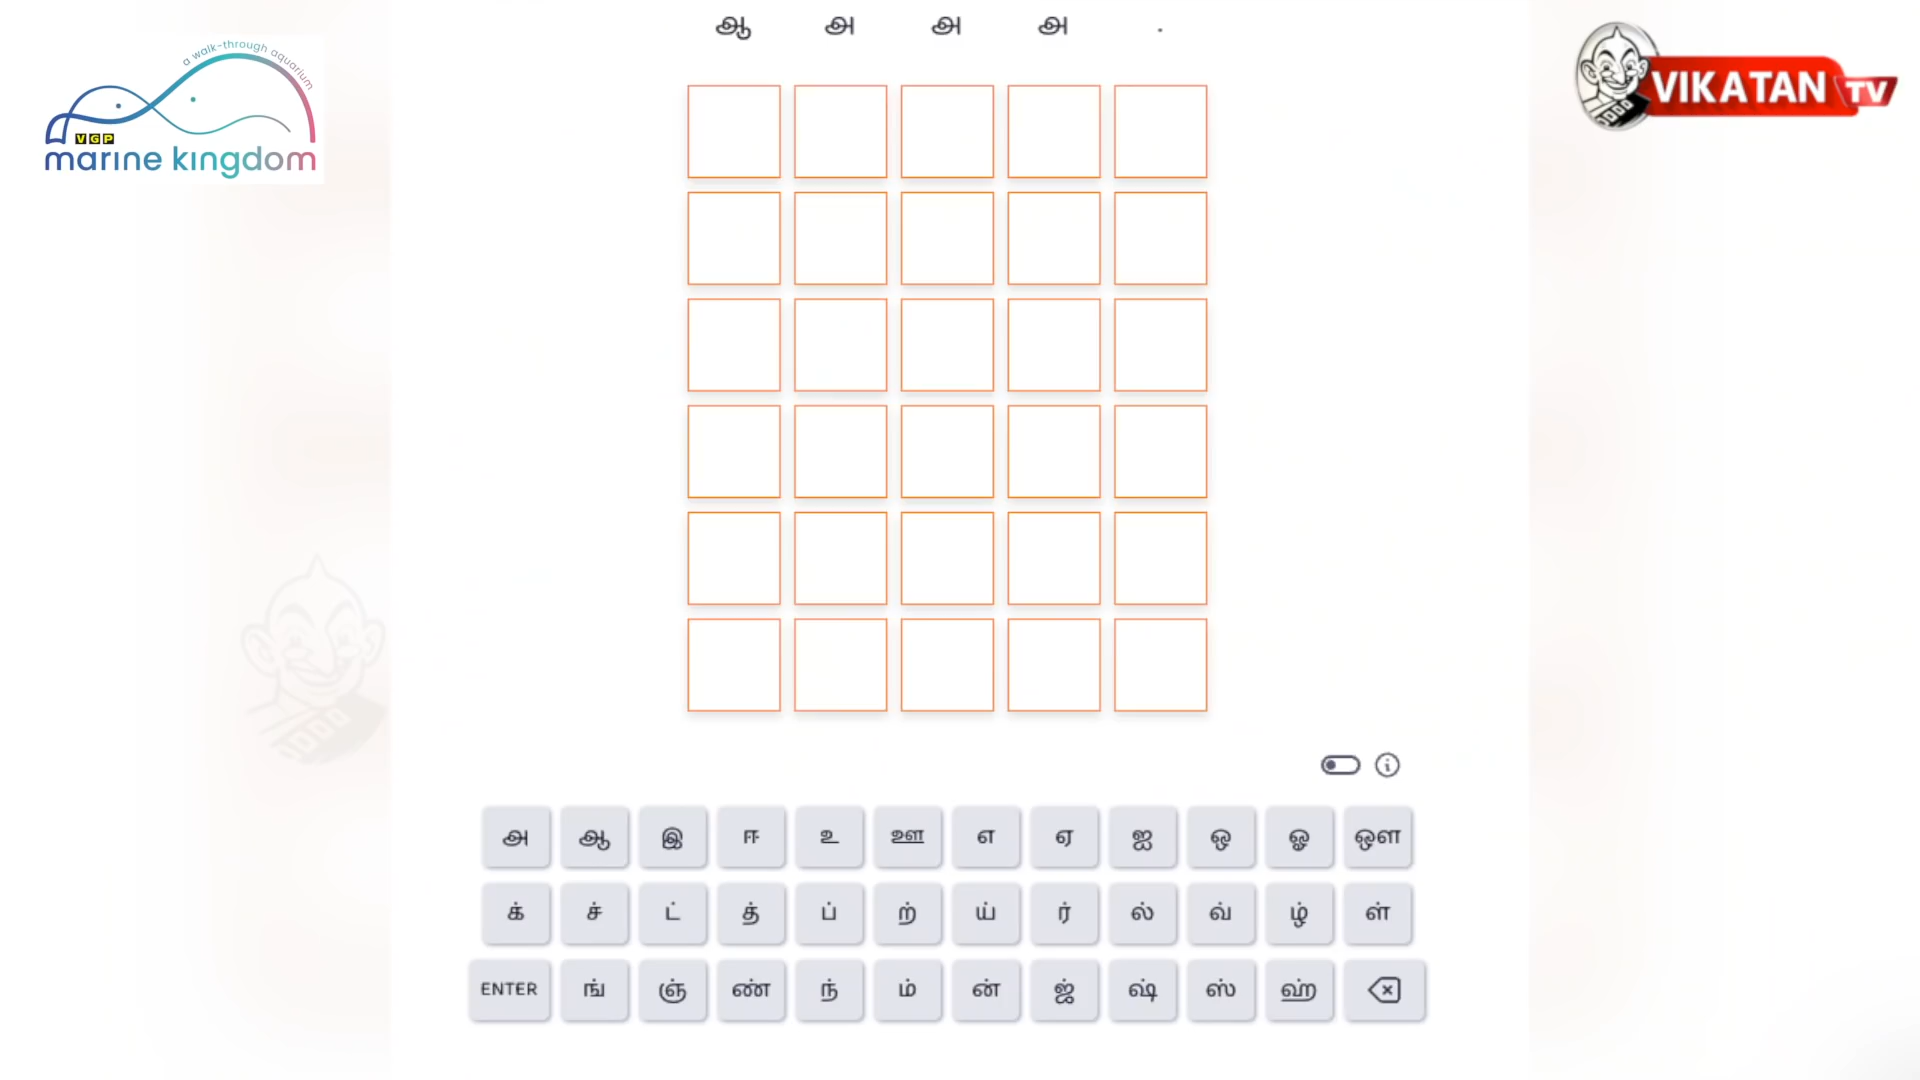 ஆ அ அ அ .
a walk-through aquarium
VGP
marine kingdom
VIKATAN TV
அ ஆ இ ஈ உ ஊ எ ஏ ஐ ஒ ஓ ஔ
க் ச் ட் த் ப் ற் ய் ர் ல் வ் ழ் ள்
ENTER ங் ஞ் ண் ந் ம் ன் ஜ் ஷ் ஸ் ஹ்